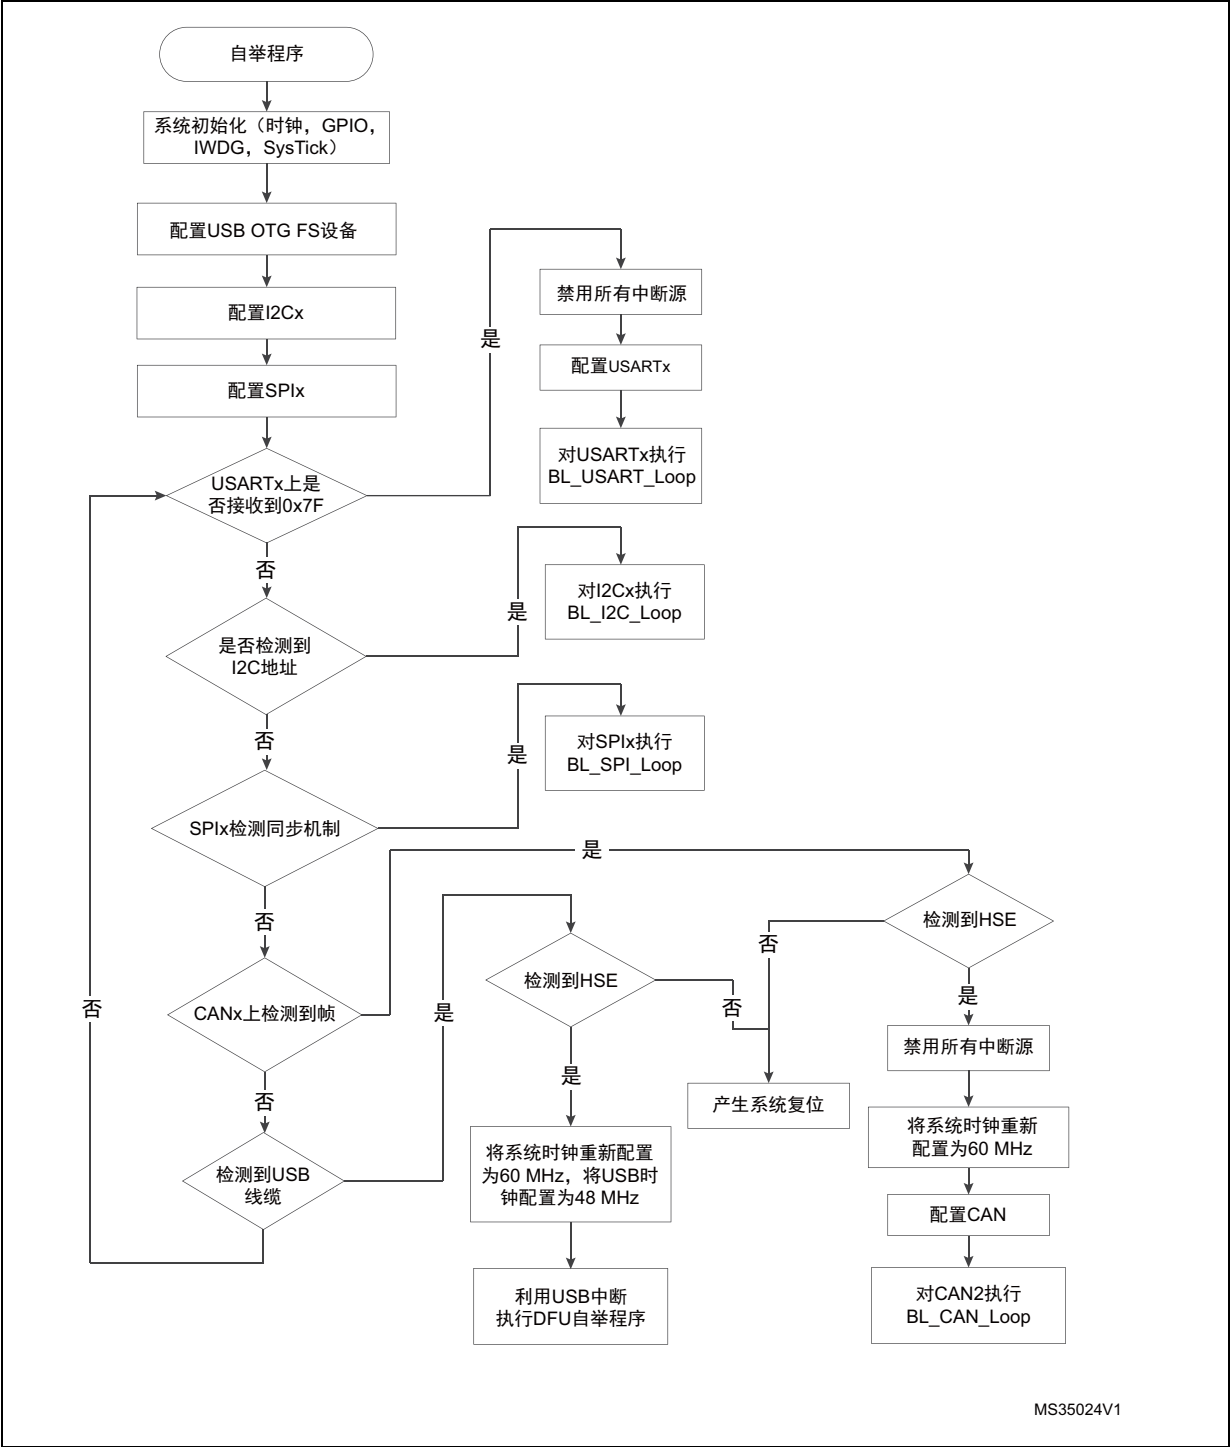 自举程序
系统初始化（时钟，GPIO，
IWDG，SysTick）
配置USB OTG FS设备
配置I2Cx
配置SPIx
USARTx上是
否接收到0x7F
是
禁用所有中断源
配置USARTx
对USARTx执行
BL_USART_Loop
否
是否检测到
I2C地址
是
对I2Cx执行
BL_I2C_Loop
否
SPIx检测同步机制
是
对SPIx执行
BL_SPI_Loop
否
CANx上检测到帧
是
检测到HSE
否
是
禁用所有中断源
将系统时钟重新
配置为60 MHz
配置CAN
对CAN2执行
BL_CAN_Loop
否
检测到USB
线缆
否
是
检测到HSE
否
产生系统复位
是
将系统时钟重新配置
为60 MHz，将USB时
钟配置为48 MHz
利用USB中断
执行DFU自举程序
MS35024V1